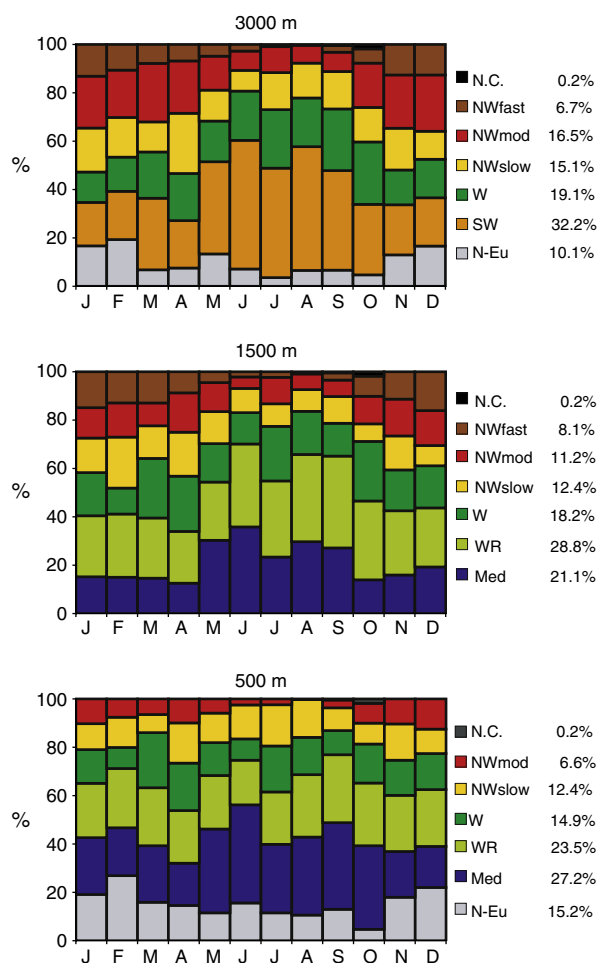 3000 m
100
80
60
%
40
20
0
J F M A M J J A S O N D
N.C. 0.2%
NWfast 6.7%
NWmod 16.5%
NWslow 15.1%
W 19.1%
SW 32.2%
N-Eu 10.1%
1500 m
100
80
60
%
40
20
0
J F M A M J J A S O N D
N.C. 0.2%
NWfast 8.1%
NWmod 11.2%
NWslow 12.4%
W 18.2%
WR 28.8%
Med 21.1%
500 m
100
80
60
%
40
20
0
J F M A M J J A S O N D
N.C. 0.2%
NWmod 6.6%
NWslow 12.4%
W 14.9%
WR 23.5%
Med 27.2%
N-Eu 15.2%